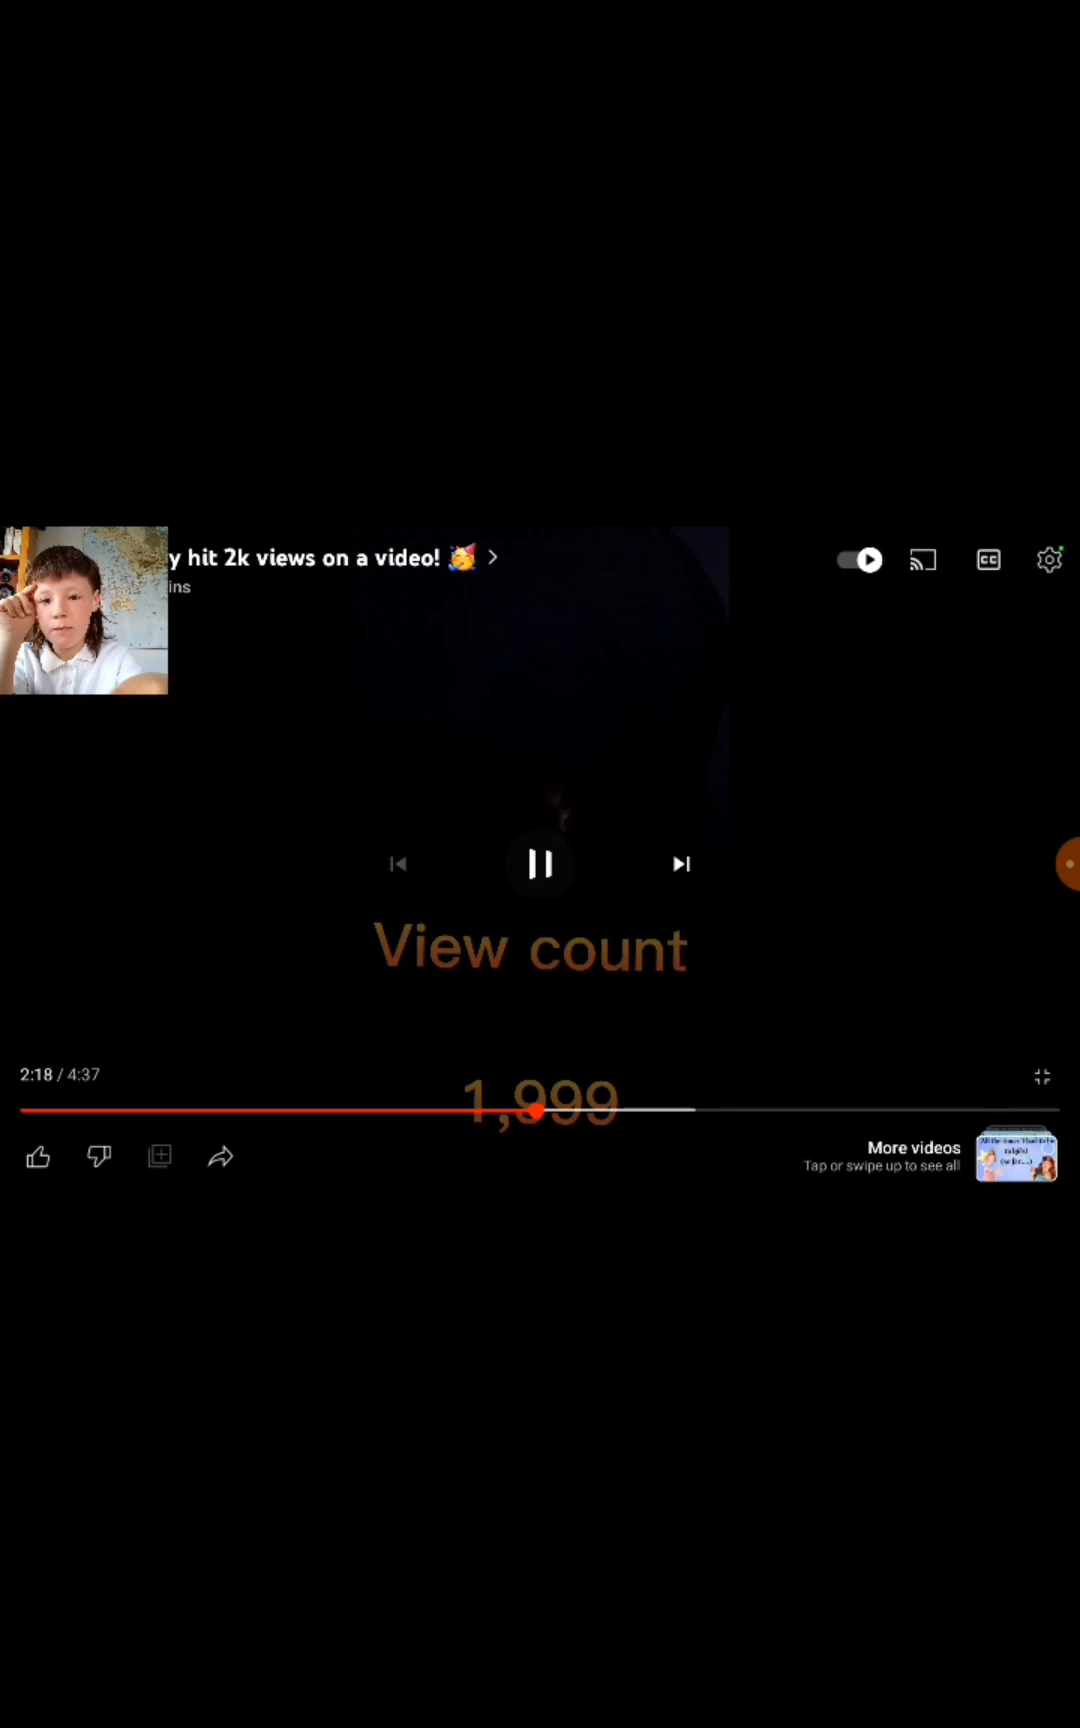 y hit 2k views on a video! 🥳
ins
CC
View count
2:18 / 4:37
1,999
More videos
Tap or swipe up to see all